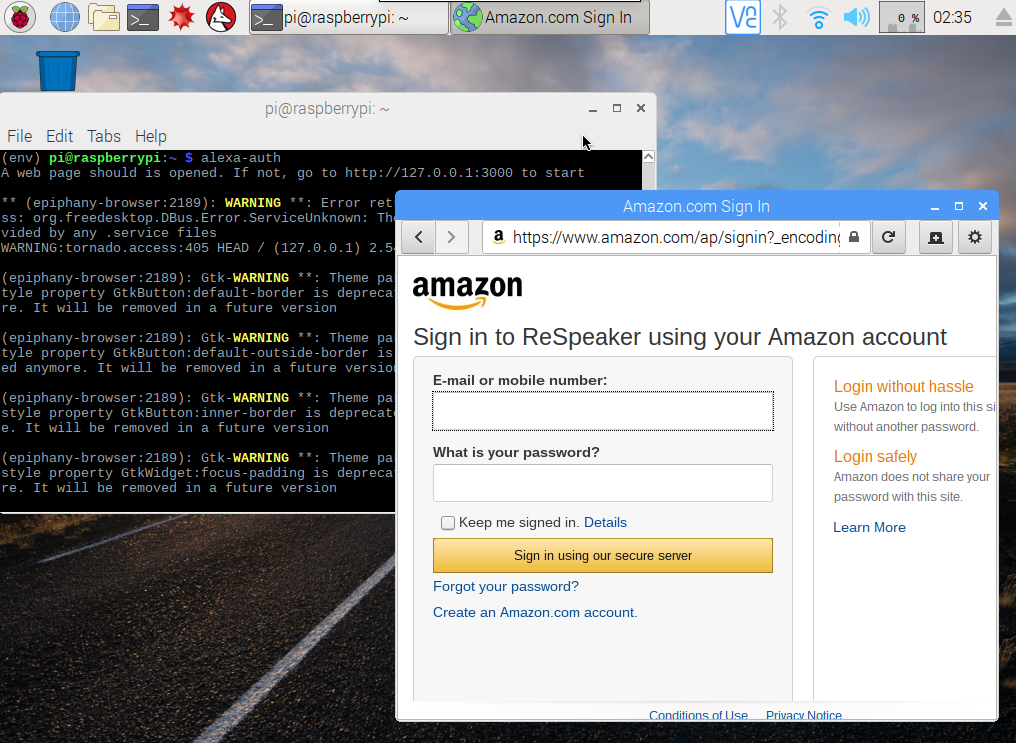 pi@raspberrypi: ~
Amazon.com Sign In
0 %
02:35
pi@raspberrypi: ~
File Edit Tabs Help
(env) pi@raspberrypi:~ $ alexa-auth
A web page should is opened. If not, go to http://127.0.0.1:3000 to start
** (epiphany-browser:2189): WARNING **: Error ret
ss: org.freedesktop.DBus.Error.ServiceUnknown: The
vided by any .service files
WARNING:tornado.access:405 HEAD / (127.0.0.1) 2.54
(epiphany-browser:2189): Gtk-WARNING **: Theme pa
tyle property GtkButton:default-border is depreca
re. It will be removed in a future version
(epiphany-browser:2189): Gtk-WARNING **: Theme pa
tyle property GtkButton:default-outside-border is
ed anymore. It will be removed in a future version
(epiphany-browser:2189): Gtk-WARNING **: Theme pa
style property GtkButton:inner-border is deprecate
e. It will be removed in a future version
(epiphany-browser:2189): Gtk-WARNING **: Theme pa
style property GtkWidget:focus-padding is depreca
re. It will be removed in a future version
Amazon.com Sign In
https://www.amazon.com/ap/signin?_encoding
amazon
Sign in to ReSpeaker using your Amazon account
E-mail or mobile number:
What is your password?
Keep me signed in. Details
Sign in using our secure server
Forgot your password?
Create an Amazon.com account.
Login without hassle
Use Amazon to log into this si
without another password.
Login safely
Amazon does not share your
password with this site.
Learn More
Conditions of Use Privacy Notice